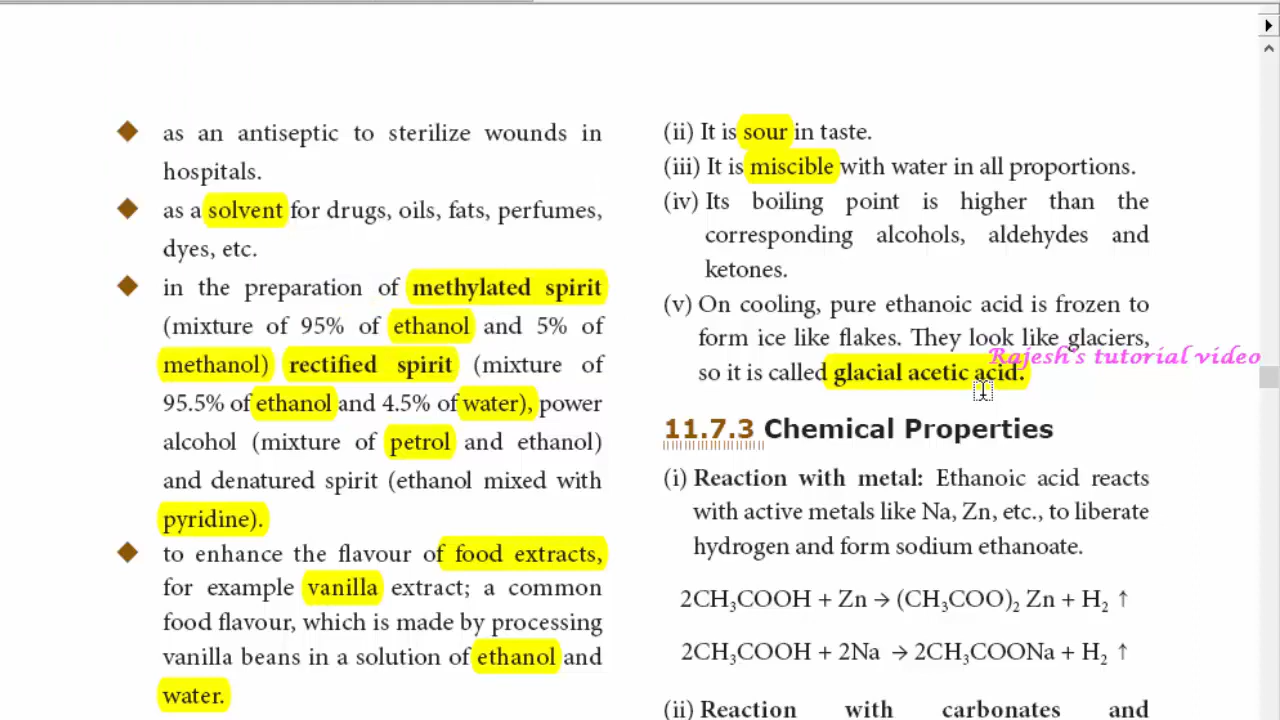 as an antiseptic to sterilize wounds in
hospitals.
as a solvent for drugs, oils, fats, perfumes,
dyes, etc.
in the preparation of methylated spirit
(mixture of 95% of ethanol and 5% of
methanol) rectified spirit (mixture of
95.5% of ethanol and 4.5% of water), power
alcohol (mixture of petrol and ethanol)
and denatured spirit (ethanol mixed with
pyridine).
to enhance the flavour of food extracts,
for example vanilla extract; a common
food flavour, which is made by processing
vanilla beans in a solution of ethanol and
water.
(ii) It is sour in taste.
(iii) It is miscible with water in all proportions.
(iv) Its boiling point is higher than the
corresponding alcohols, aldehydes and
ketones.
(v) On cooling, pure ethanoic acid is frozen to
form ice like flakes. They look like glaciers,
Rajesh's tutorial video
so it is called glacial acetic acid.
11.7.3 Chemical Properties
(i) Reaction with metal: Ethanoic acid reacts
with active metals like Na, Zn, etc., to liberate
hydrogen and form sodium ethanoate.
2CH₃COOH + Zn → (CH₃COO)₂ Zn + H₂ ↑
2CH₃COOH + 2Na → 2CH₃COONa + H₂ ↑
(ii) Reaction with carbonates and